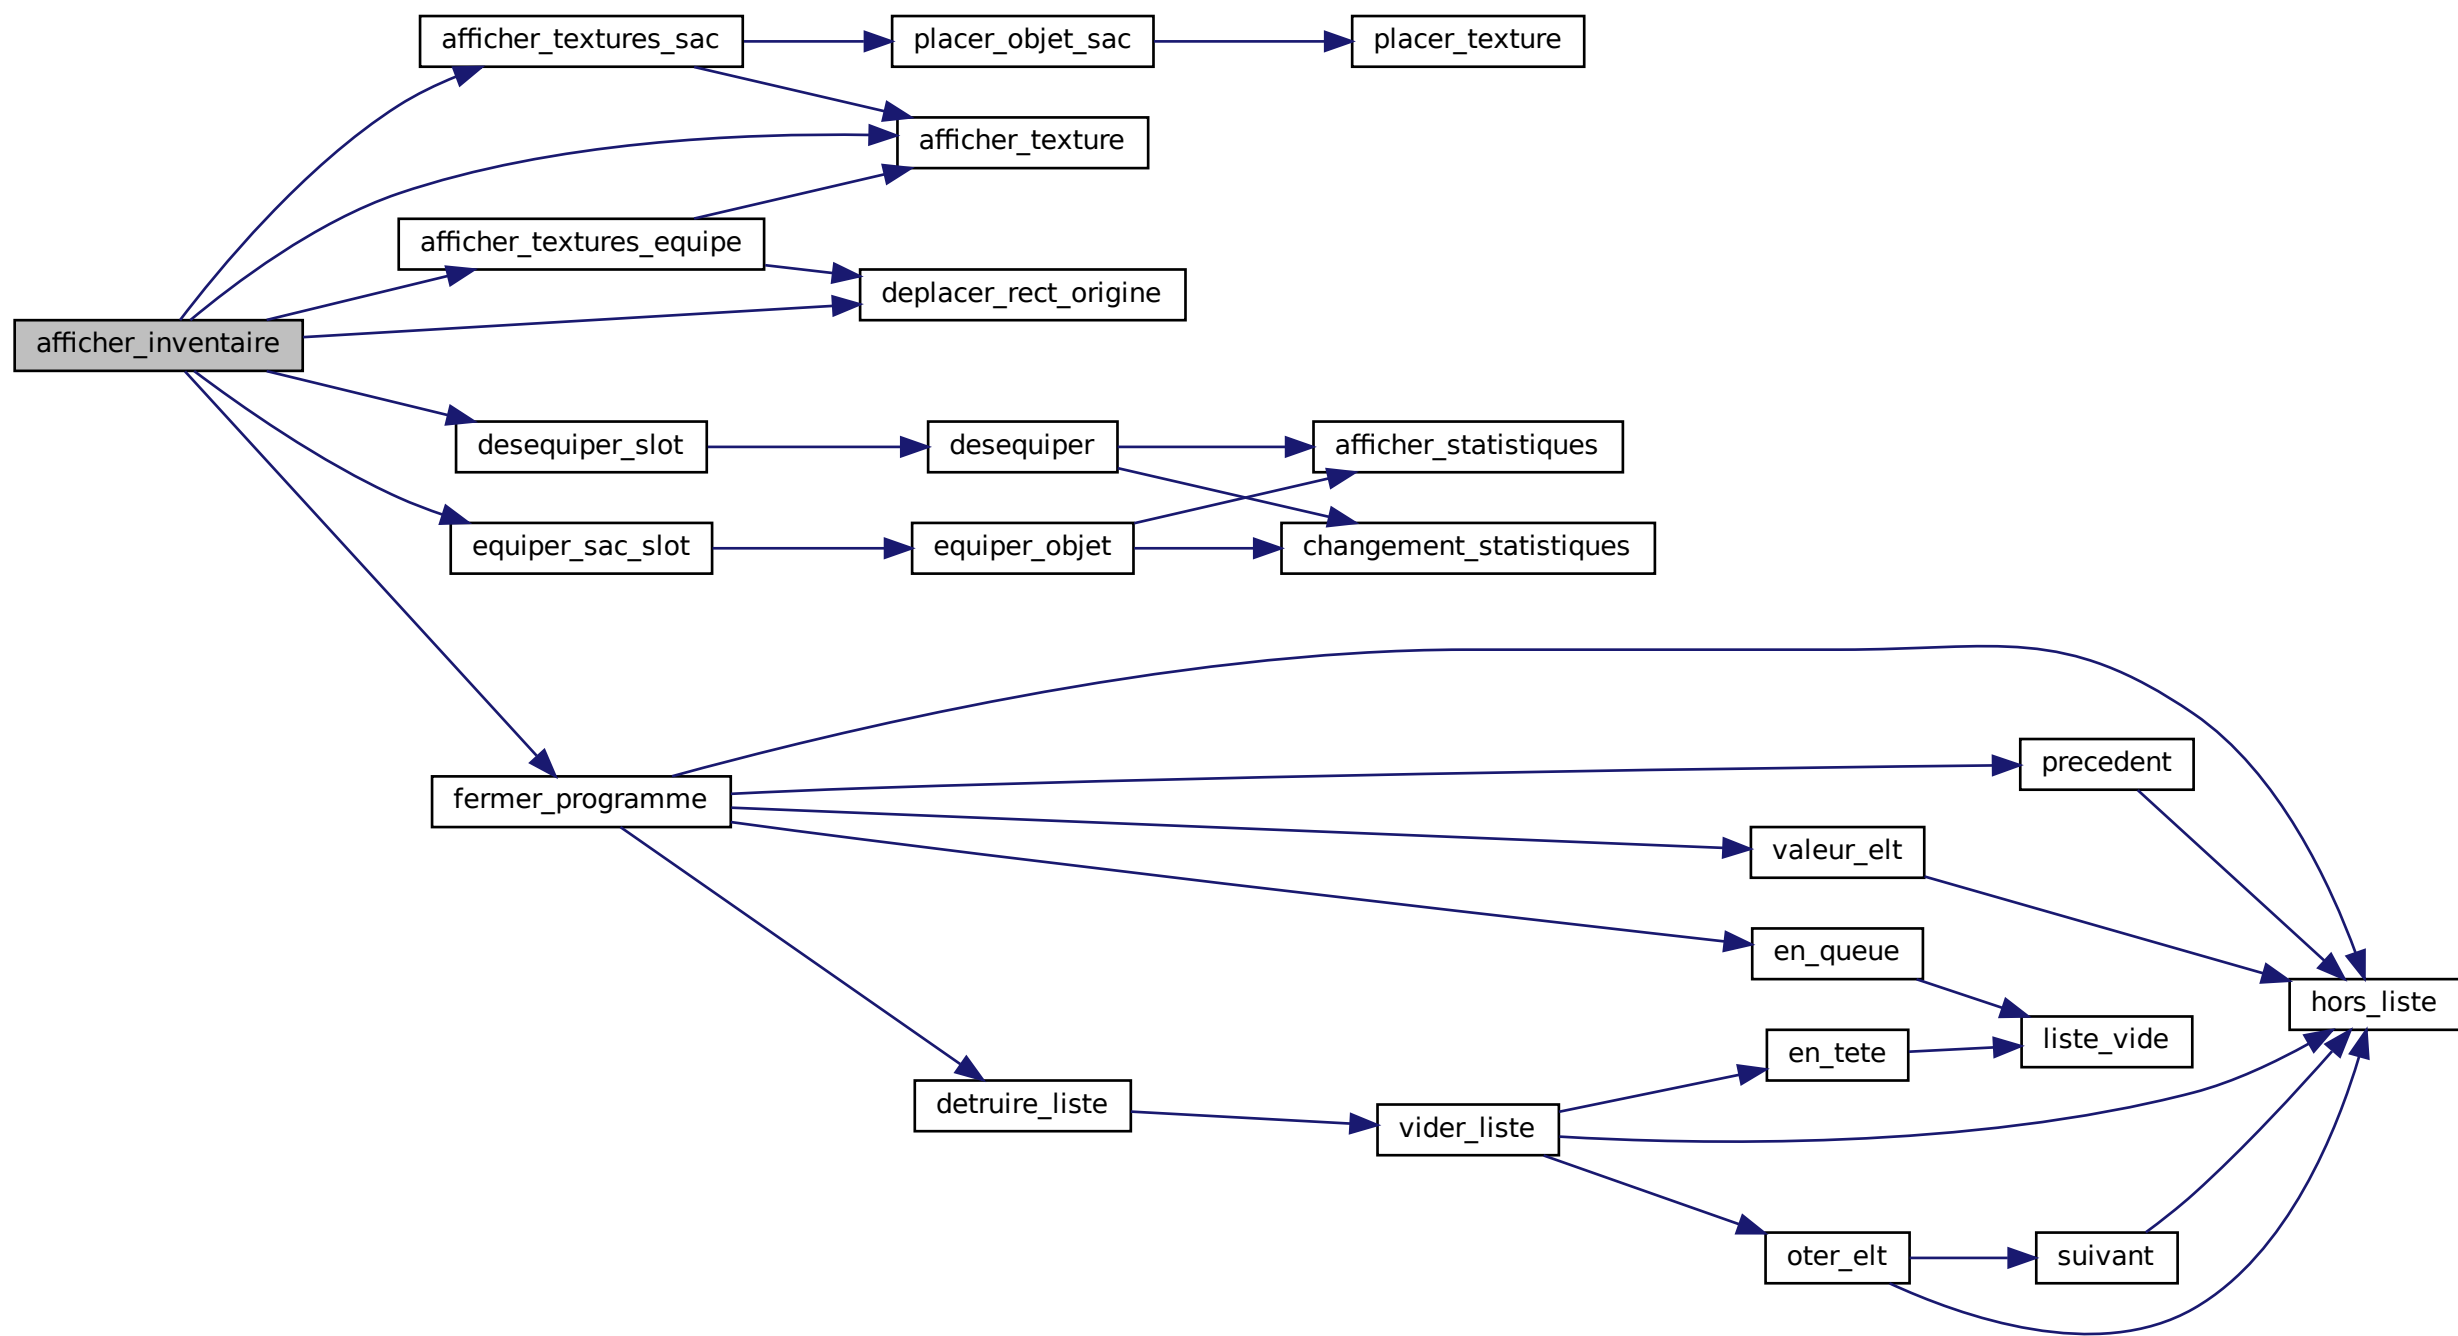 afficher_textures_sac
placer_objet_sac
placer_texture
afficher_texture
afficher_textures_equipe
deplacer_rect_origine
afficher_inventaire
desequiper_slot
desequiper
afficher_statistiques
equiper_sac_slot
equiper_objet
changement_statistiques
fermer_programme
precedent
valeur_elt
en_queue
hors_liste
liste_vide
en_tete
detruire_liste
vider_liste
oter_elt
suivant